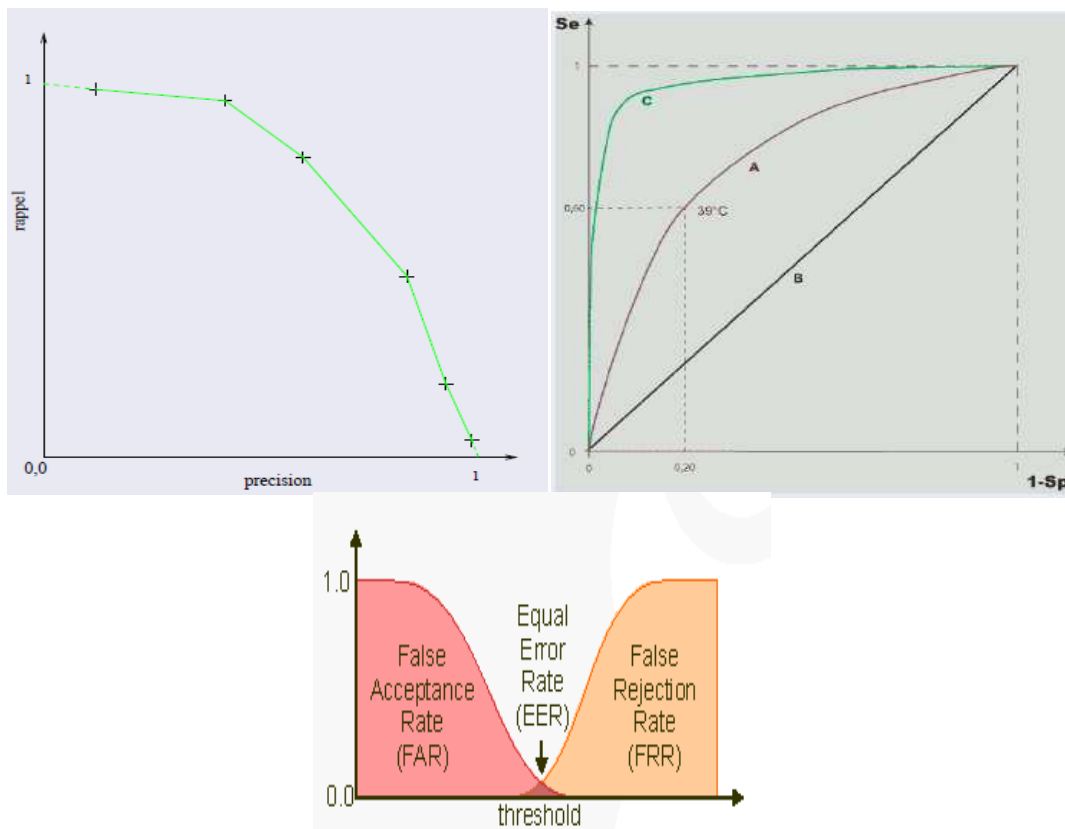 1
rappel
0,0
precision
1
Se
1
C
A
0,60
39°C
B
0
0
0,20
1
1-Sp
1.0
False
Acceptance
Rate
(FAR)
Equal
Error
Rate
(EER)
False
Rejection
Rate
(FRR)
0.0
threshold